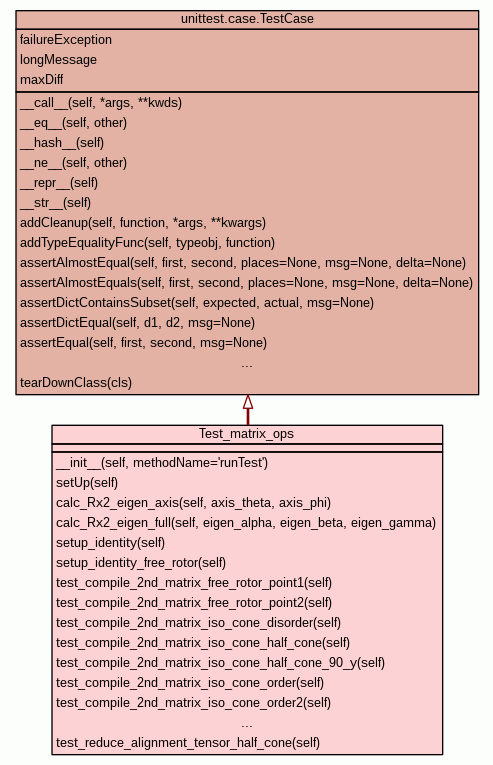 unittest.case.TestCase
failureException
longMessage
maxDiff
__call__(self, *args, **kwds)
__eq__(self, other)
__hash__(self)
__ne__(self, other)
__repr__(self)
__str__(self)
addCleanup(self, function, *args, **kwargs)
addTypeEqualityFunc(self, typeobj, function)
assertAlmostEqual(self, first, second, places=None, msg=None, delta=None)
assertAlmostEquals(self, first, second, places=None, msg=None, delta=None)
assertDictContainsSubset(self, expected, actual, msg=None)
assertDictEqual(self, d1, d2, msg=None)
assertEqual(self, first, second, msg=None)
...
tearDownClass(cls)
Test_matrix_ops
__init__(self, methodName='runTest')
setUp(self)
calc_Rx2_eigen_axis(self, axis_theta, axis_phi)
calc_Rx2_eigen_full(self, eigen_alpha, eigen_beta, eigen_gamma)
setup_identity(self)
setup_identity_free_rotor(self)
test_compile_2nd_matrix_free_rotor_point1(self)
test_compile_2nd_matrix_free_rotor_point2(self)
test_compile_2nd_matrix_iso_cone_disorder(self)
test_compile_2nd_matrix_iso_cone_half_cone(self)
test_compile_2nd_matrix_iso_cone_half_cone_90_y(self)
test_compile_2nd_matrix_iso_cone_order(self)
test_compile_2nd_matrix_iso_cone_order2(self)
...
test_reduce_alignment_tensor_half_cone(self)